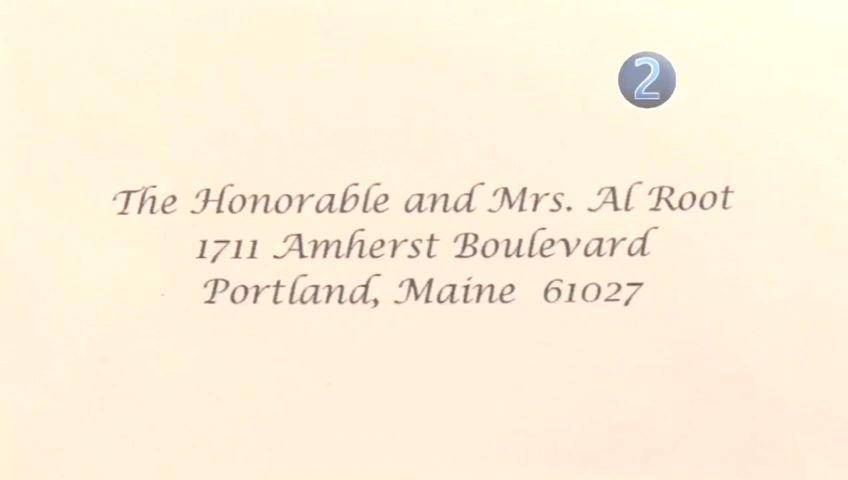 2
The Honorable and Mrs. Al Root
1711 Amherst Boulevard
Portland, Maine  61027